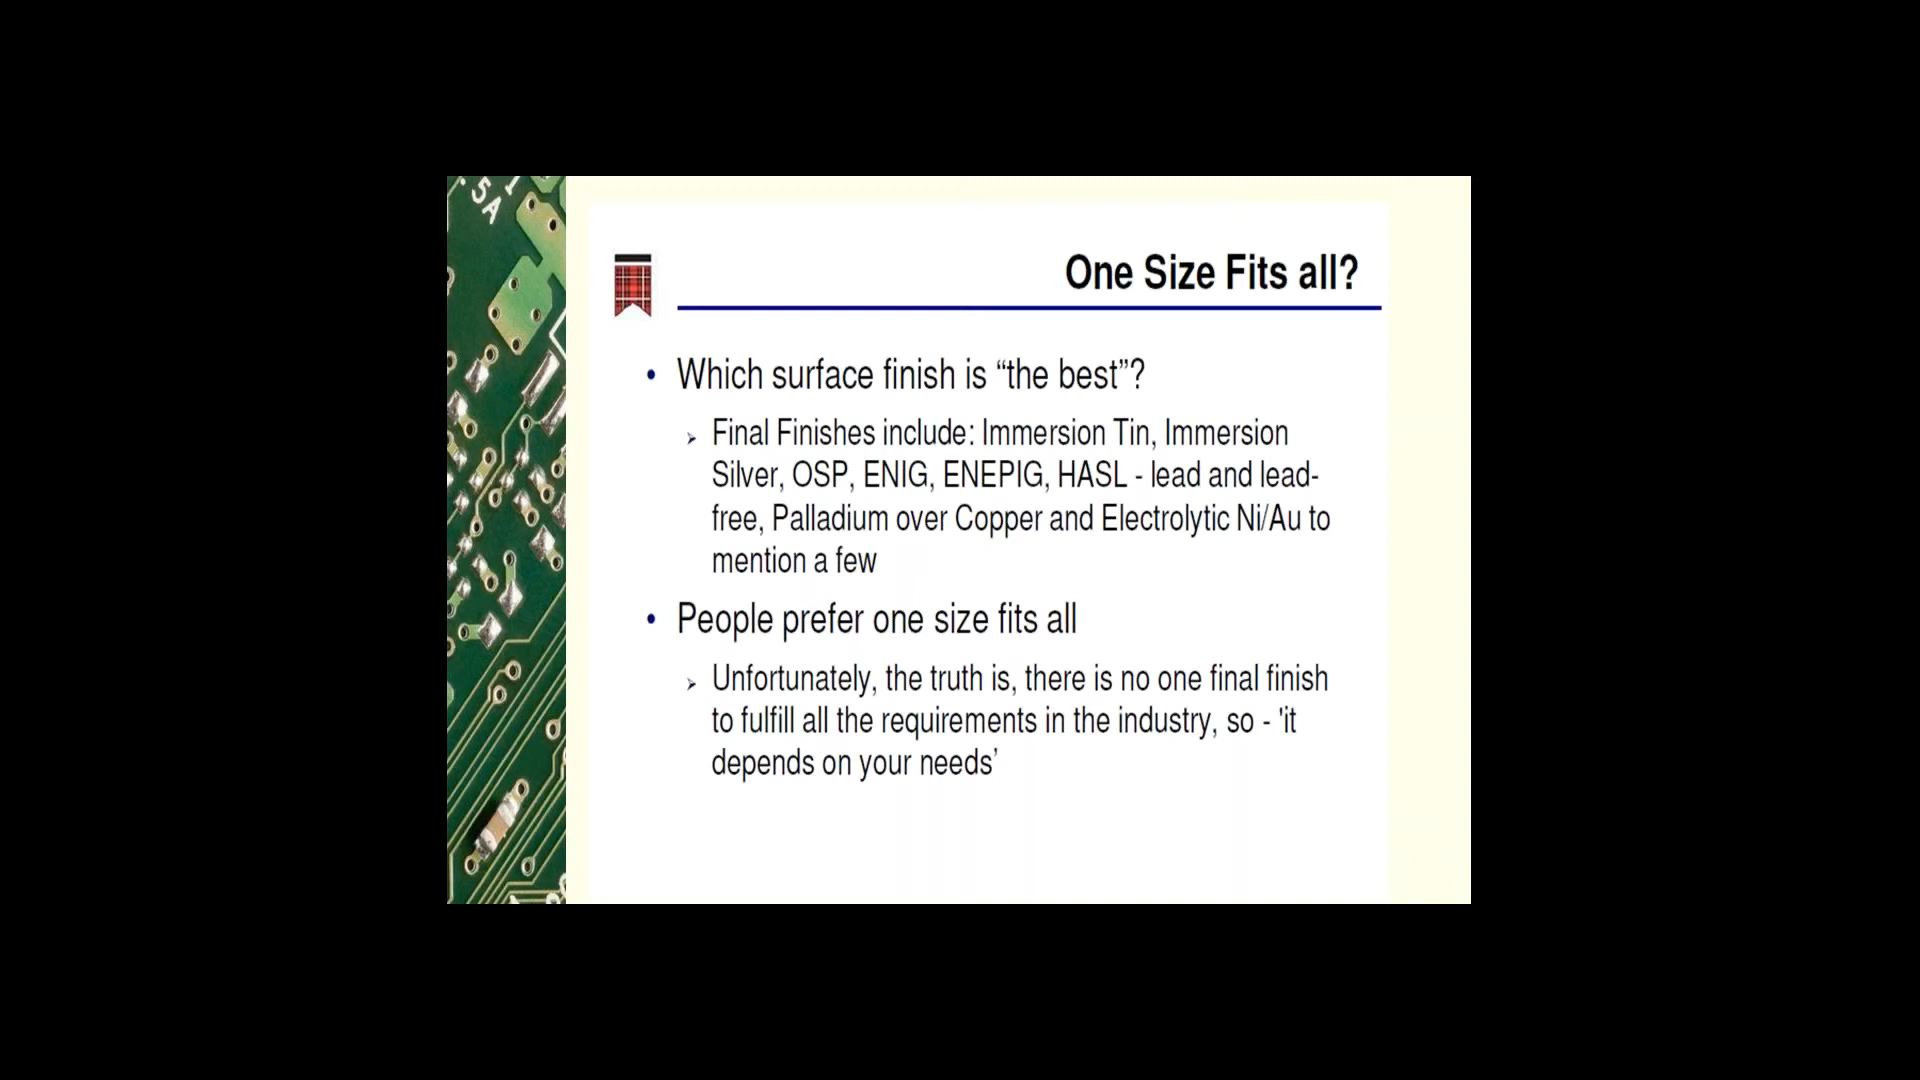 .5A
One Size Fits all?
• Which surface finish is “the best”?
➢ Final Finishes include: Immersion Tin, Immersion
Silver, OSP, ENIG, ENEPIG, HASL - lead and lead-
free, Palladium over Copper and Electrolytic Ni/Au to
mention a few
• People prefer one size fits all
➢ Unfortunately, the truth is, there is no one final finish
to fulfill all the requirements in the industry, so - 'it
depends on your needs’